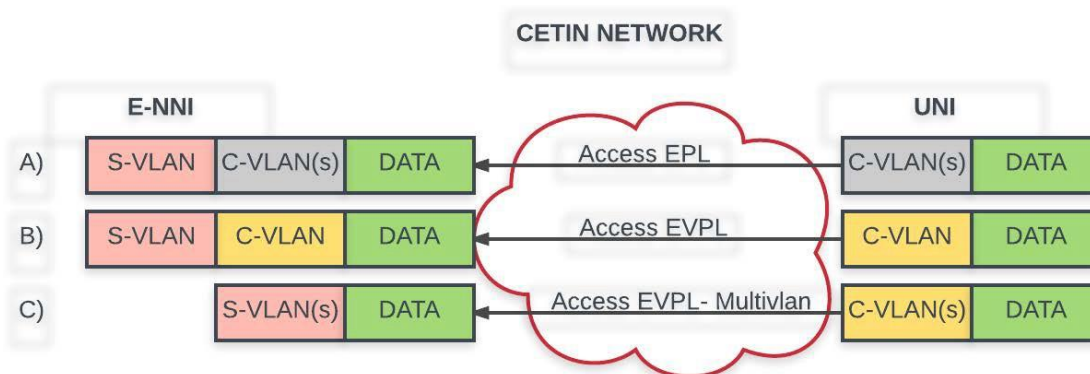 CETIN NETWORK
E-NNI UNI
A) S-VLAN C-VLAN(s) DATA Access EPL C-VLAN(s) DATA
B) S-VLAN C-VLAN DATA Access EVPL C-VLAN DATA
C) S-VLAN(s) DATA Access EVPL- Multivlan C-VLAN(s) DATA